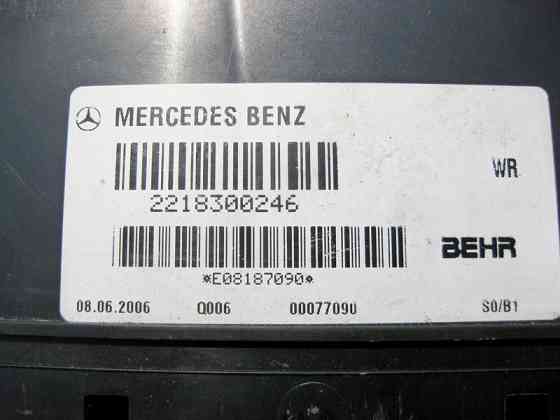 MERCEDES BENZ
WR
2218300246
BEHR
*E08187090*
08.06.2006 Q006 00077090 S0/B1